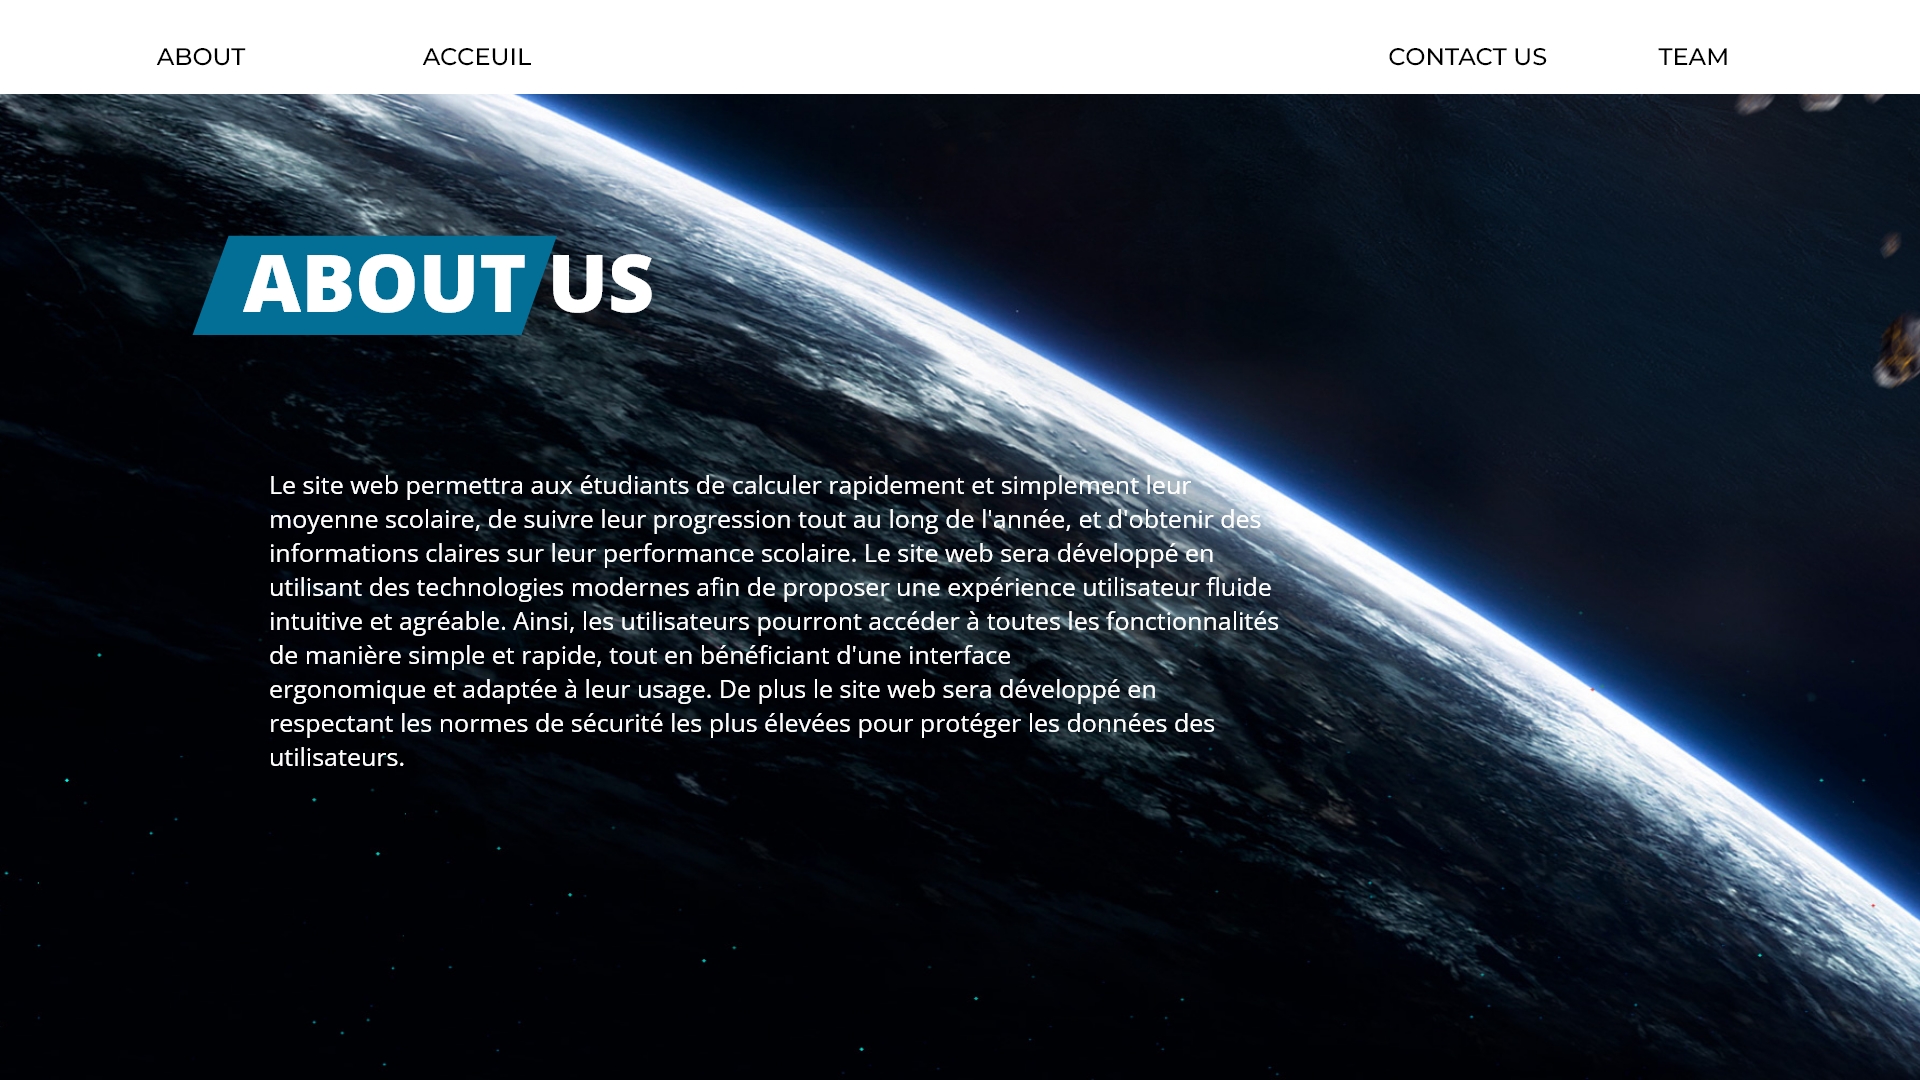 ABOUT ACCEUIL CONTACT US TEAM
ABOUT US
Le site web permettra aux étudiants de calculer rapidement et simplement leur
moyenne scolaire, de suivre leur progression tout au long de l'année, et d'obtenir des
informations claires sur leur performance scolaire. Le site web sera développé en
utilisant des technologies modernes afin de proposer une expérience utilisateur fluide
intuitive et agréable. Ainsi, les utilisateurs pourront accéder à toutes les fonctionnalités
de manière simple et rapide, tout en bénéficiant d'une interface
ergonomique et adaptée à leur usage. De plus le site web sera développé en
respectant les normes de sécurité les plus élevées pour protéger les données des
utilisateurs.